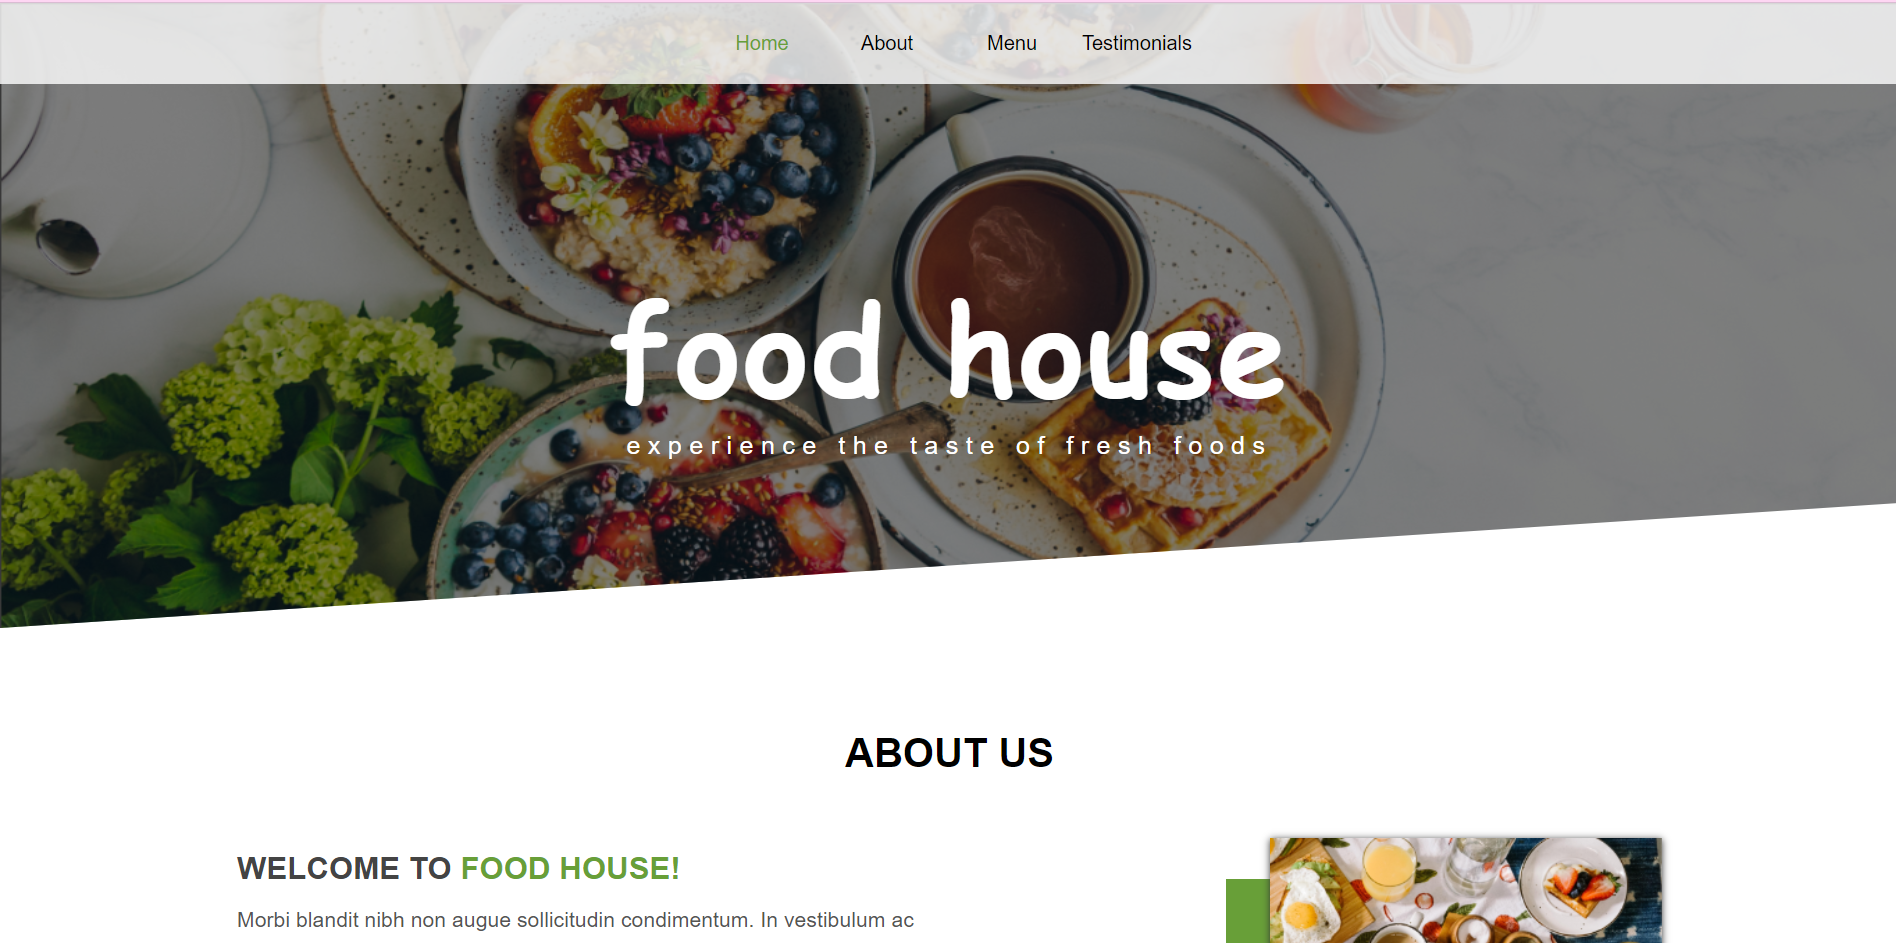 Home About Menu Testimonials
food house
experience the taste of fresh foods
ABOUT US
WELCOME TO FOOD HOUSE!
Morbi blandit nibh non augue sollicitudin condimentum. In vestibulum ac